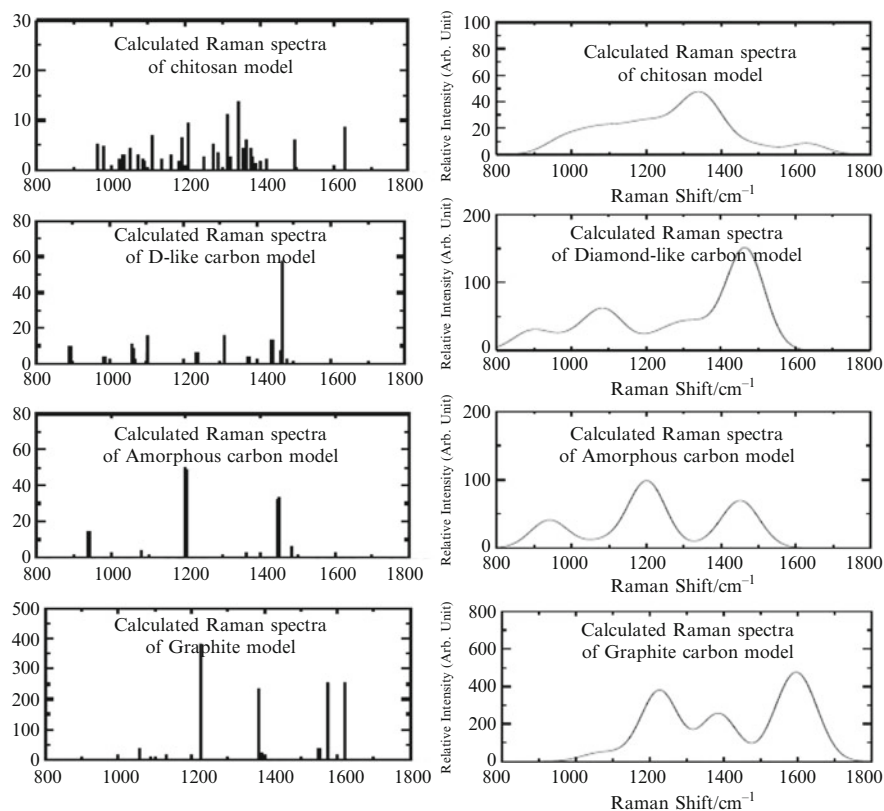 30
20
10
0
Calculated Raman spectra
of chitosan model
800 1000 1200 1400 1600 1800
Relative Intensity (Arb. Unit)
100
80
60
40
20
0
Calculated Raman spectra
of chitosan model
800 1000 1200 1400 1600 1800
Raman Shift/cm⁻¹
80
60
40
20
0
Calculated Raman spectra
of D-like carbon model
800 1000 1200 1400 1600 1800
Relative Intensity (Arb. Unit)
200
150
100
0
Calculated Raman spectra
of Diamond-like carbon model
800 1000 1200 1400 1600 1800
Raman Shift/cm⁻¹
80
60
40
20
0
Calculated Raman spectra
of Amorphous carbon model
800 1000 1200 1400 1600 1800
Relative Intensity (Arb. Unit)
200
100
0
Calculated Raman spectra
of Amorphous carbon model
800 1000 1200 1400 1600 1800
Raman Shift/cm⁻¹
500
400
300
200
100
0
Calculated Raman spectra
of Graphite model
800 1000 1200 1400 1600 1800
Relative Intensity (Arb. Unit)
800
600
400
200
0
Calculated Raman spectra
of Graphite carbon model
800 1000 1200 1400 1600 1800
Raman Shift/cm⁻¹